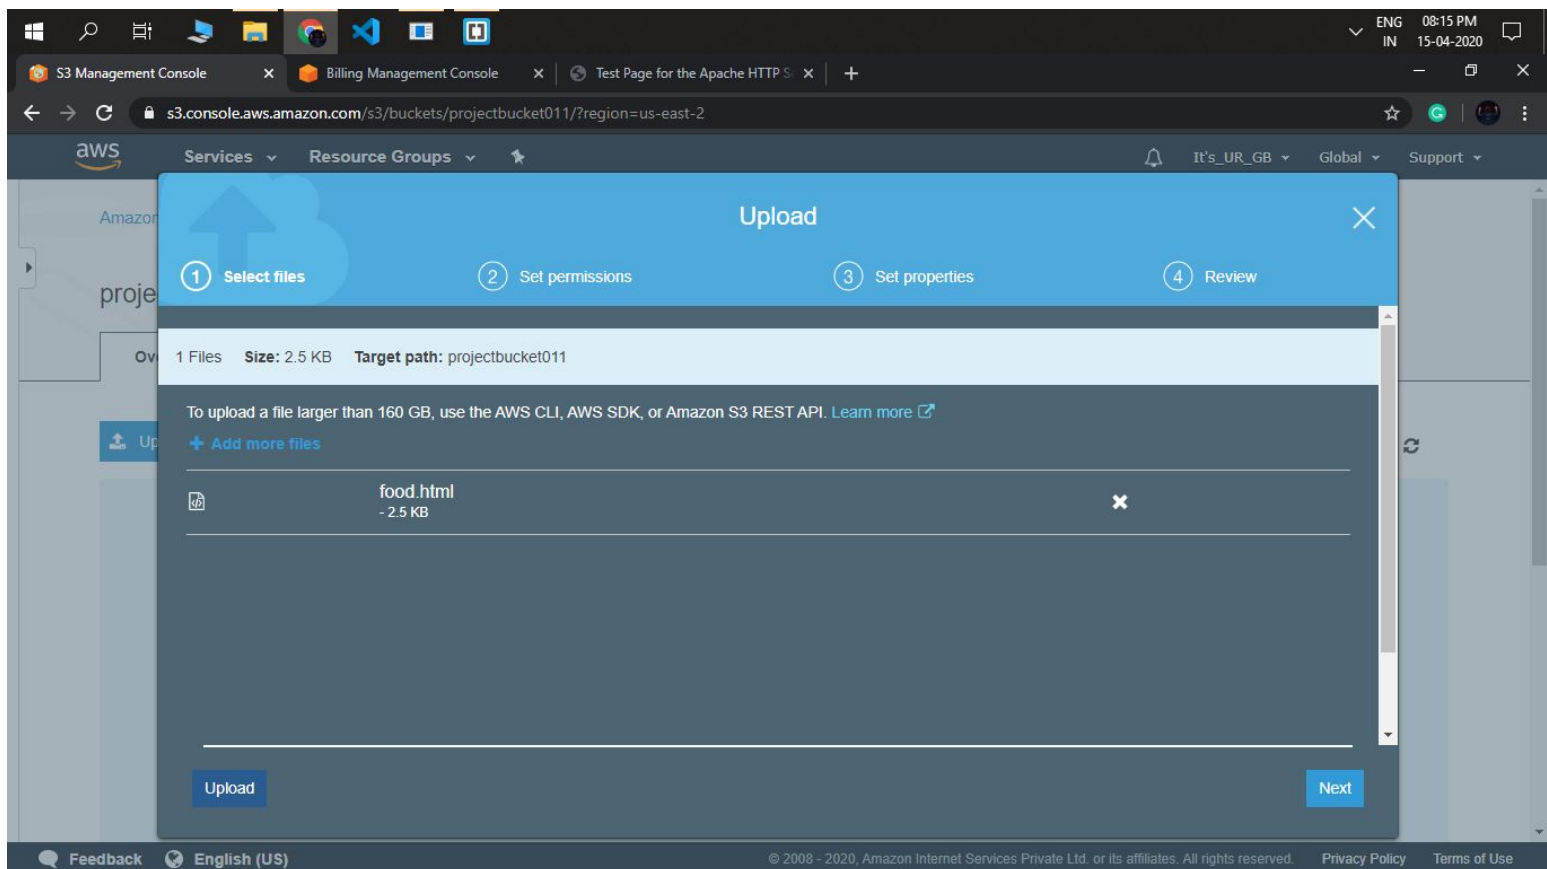 ENG 08:15 PM
IN 15-04-2020
S3 Management Console Billing Management Console Test Page for the Apache HTTP S
s3.console.aws.amazon.com/s3/buckets/projectbucket011/?region=us-east-2
aws Services Resource Groups It's_UR_GB Global Support
Upload
Amazon
1 Select files 2 Set permissions 3 Set properties 4 Review
proje
Ov
1 Files Size: 2.5 KB Target path: projectbucket011
To upload a file larger than 160 GB, use the AWS CLI, AWS SDK, or Amazon S3 REST API. Learn more
Up
+ Add more files
food.html
- 2.5 KB
Upload Next
Feedback English (US) © 2008 - 2020, Amazon Internet Services Private Ltd. or its affiliates. All rights reserved. Privacy Policy Terms of Use